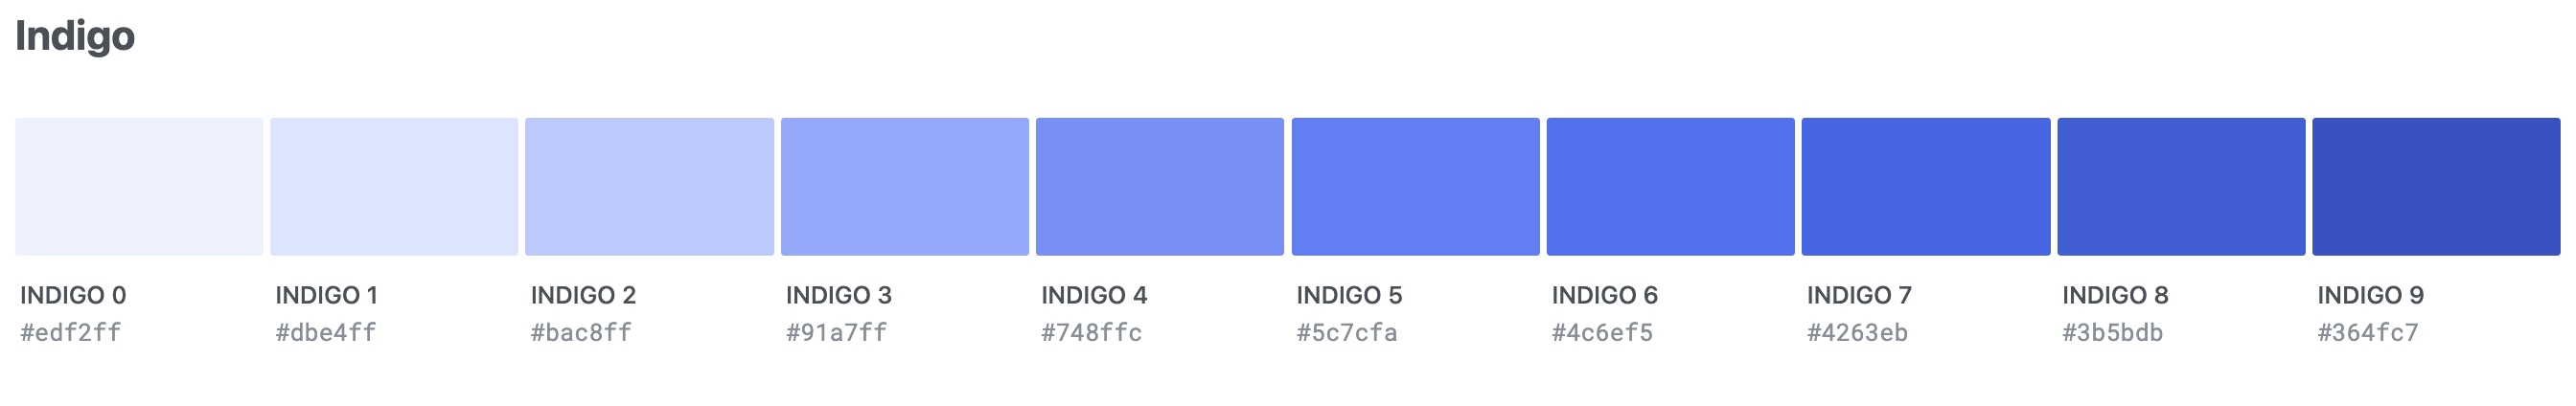 Indigo
INDIGO 0
#edf2ff
INDIGO 1
#dbe4ff
INDIGO 2
#bac8ff
INDIGO 3
#91a7ff
INDIGO 4
#748ffc
INDIGO 5
#5c7cfa
INDIGO 6
#4c6ef5
INDIGO 7
#4263eb
INDIGO 8
#3b5bdb
INDIGO 9
#364fc7